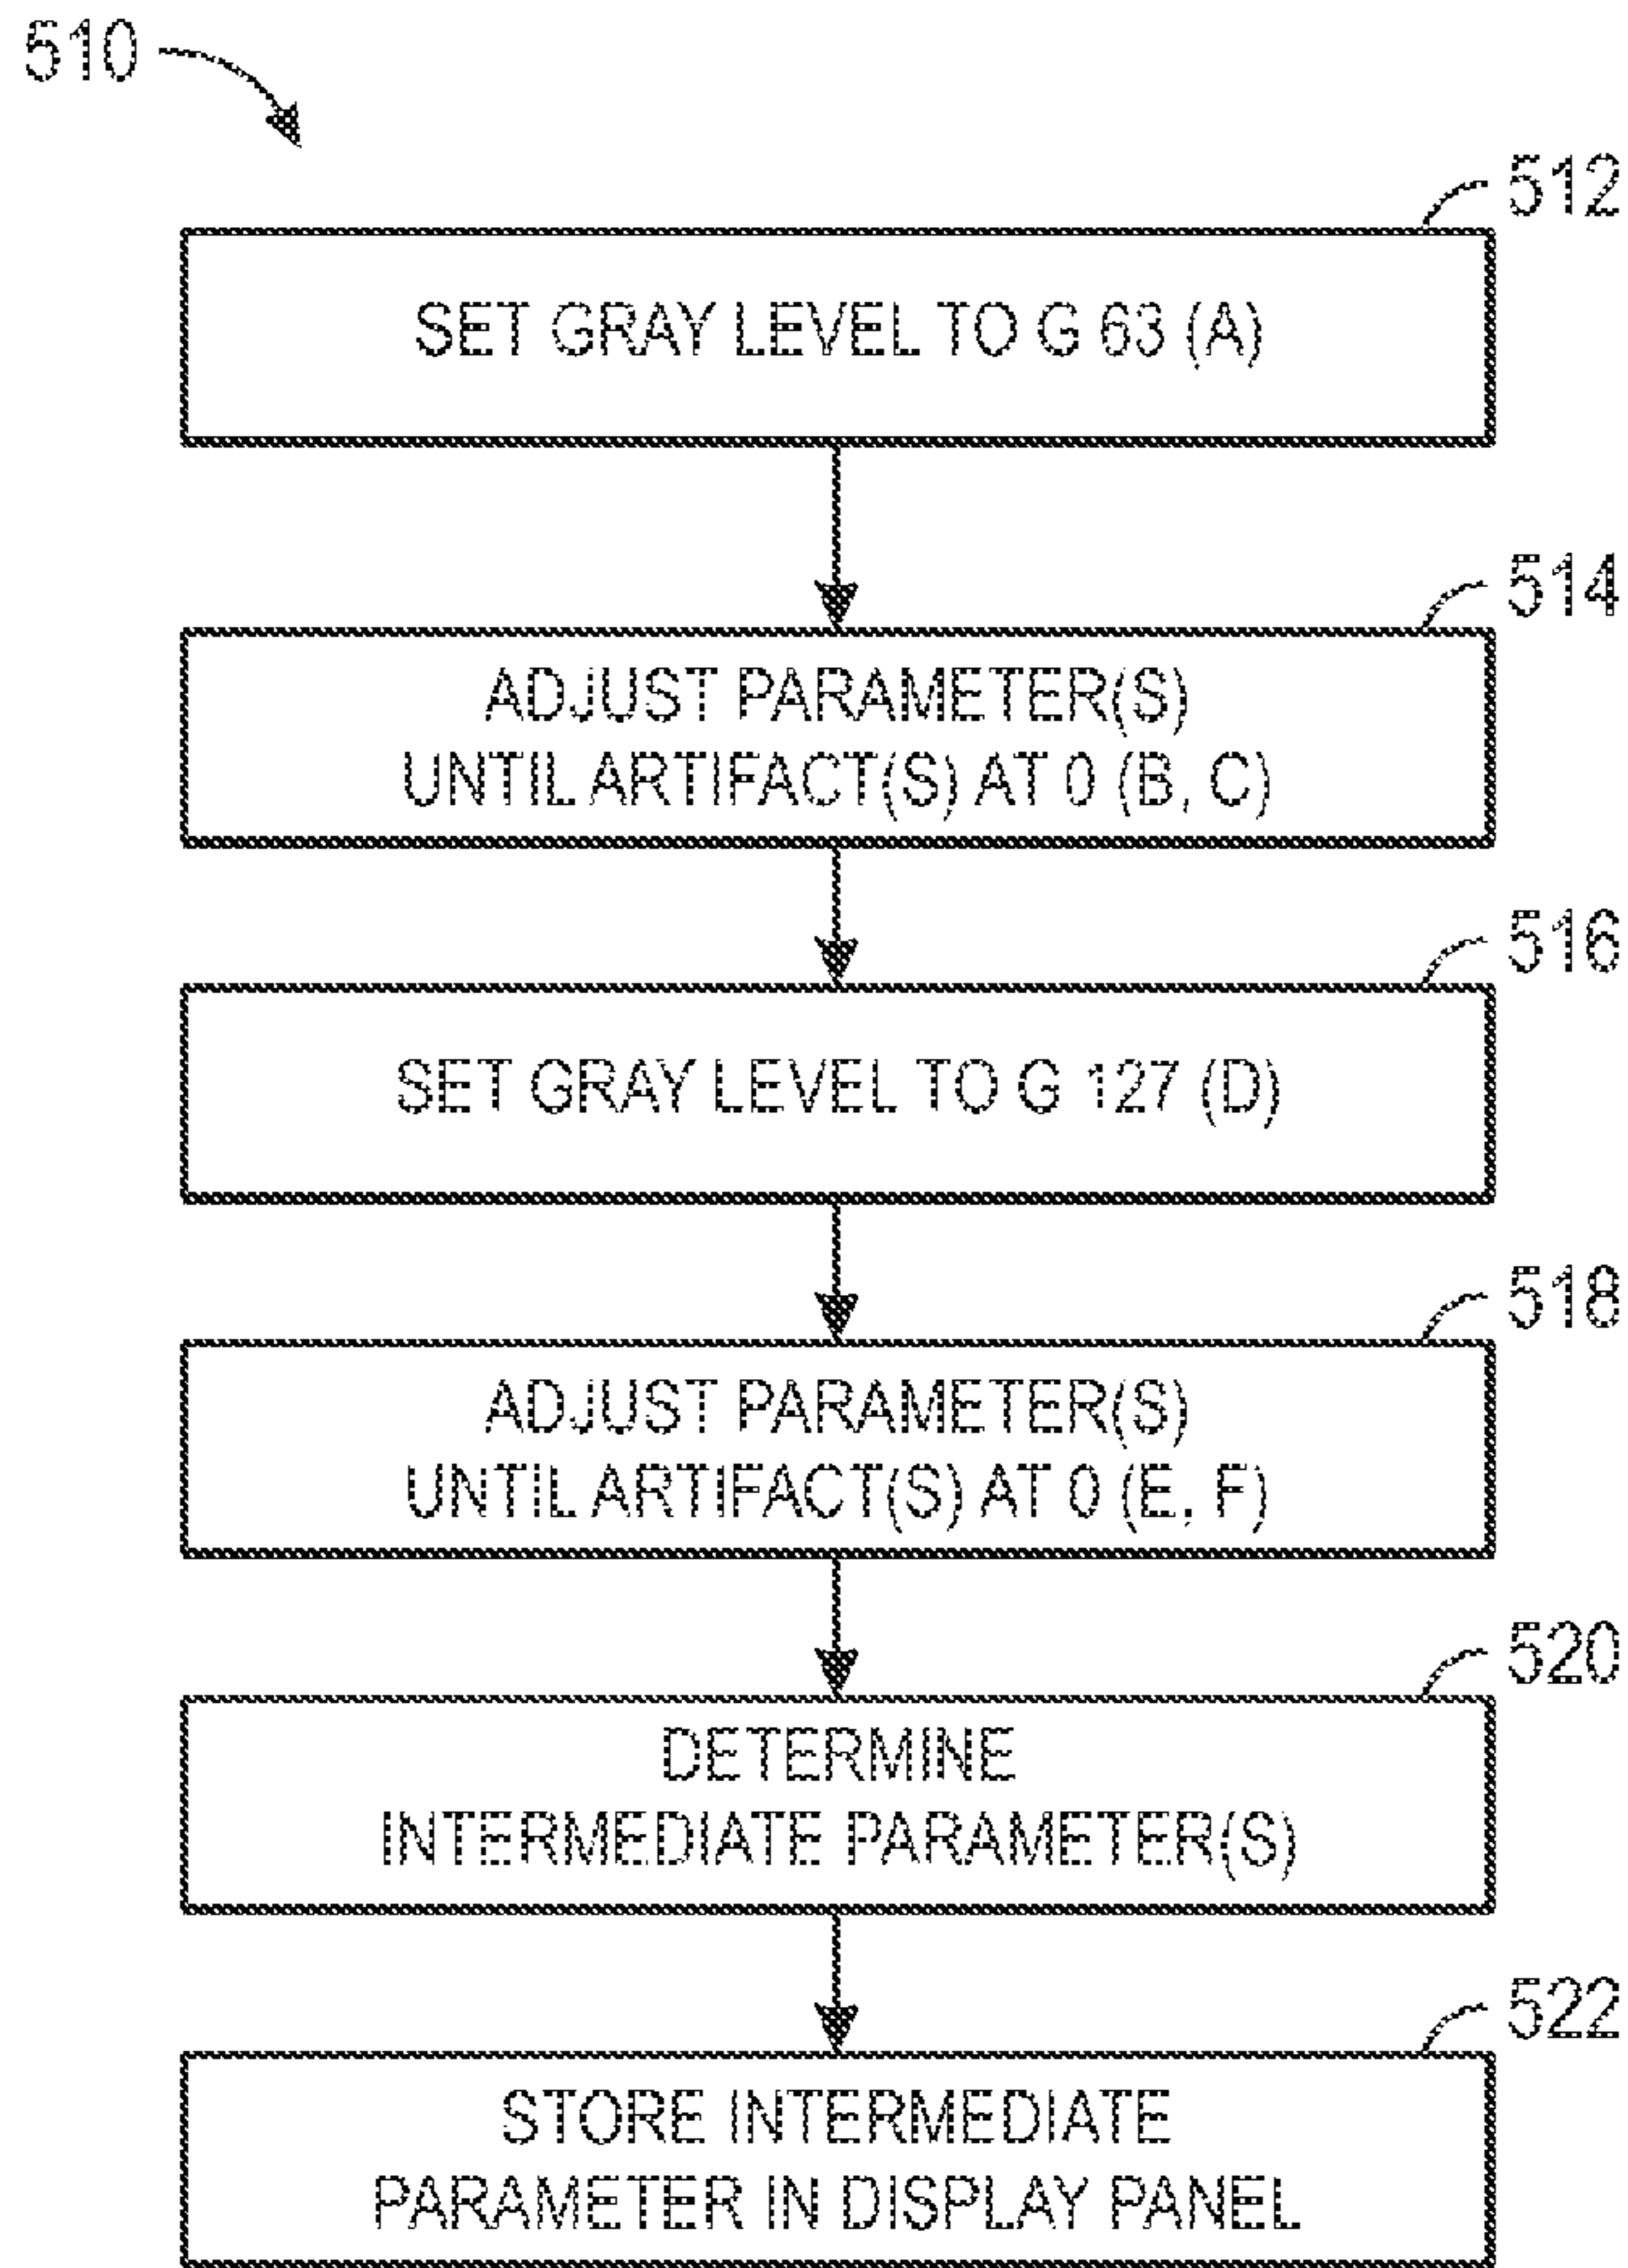 510
512
SET GRAY LEVEL TO G 63 (A)
514
ADJUST PARAMETER(S)
UNTIL ARTIFACT(S) AT 0 (B, C)
516
SET GRAY LEVEL TO G 127 (D)
518
ADJUST PARAMETER(S)
UNTIL ARTIFACT(S) AT 0 (E, F)
520
DETERMINE
INTERMEDIATE PARAMETER(S)
522
STORE INTERMEDIATE
PARAMETER IN DISPLAY PANEL